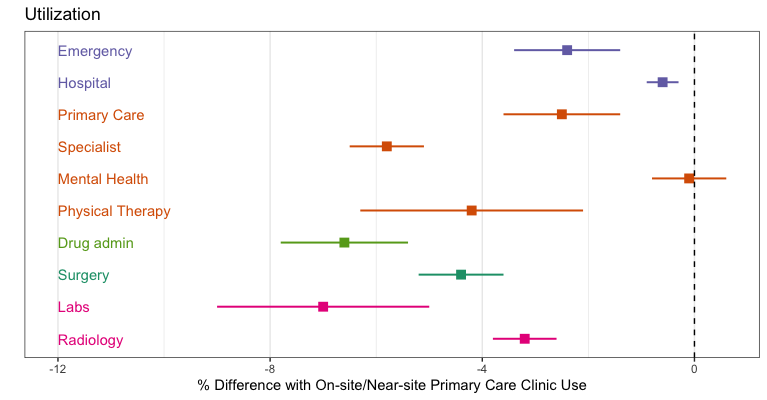 Utilization
Emergency
Hospital
Primary Care
Specialist
Mental Health
Physical Therapy
Drug admin
Surgery
Labs
Radiology
-12 -8 -4 0
% Difference with On-site/Near-site Primary Care Clinic Use